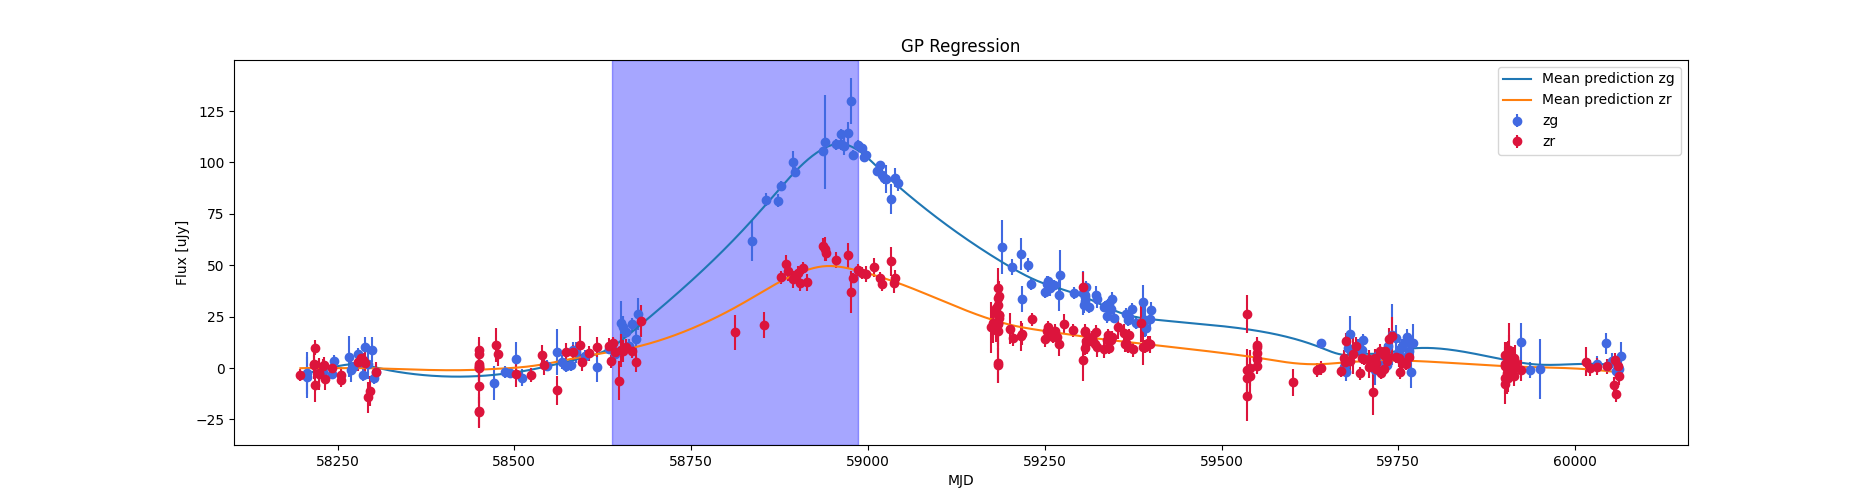 GP Regression
Flux [uJy]
125
100
75
50
25
0
−25
Mean prediction zg
Mean prediction zr
zg
zr
58250 58500 58750 59000 59250 59500 59750 60000
MJD